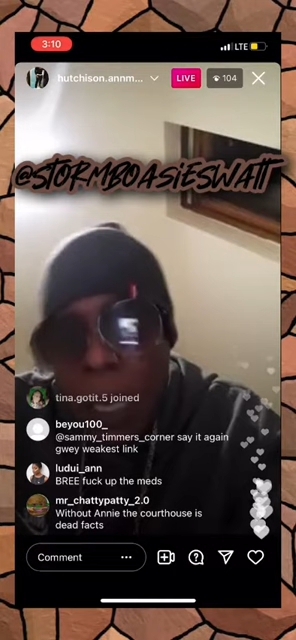 3:10
LTE
hutchison.annm...
LIVE
104
@STORMBOASIESWATT
tina.gotit.5 joined
beyou100_
@sammy_timmers_corner say it again
gwey weakest link
ludui_ann
BREE fuck up the meds
mr_chattypatty_2.0
Without Annie the courthouse is
dead facts
Comment